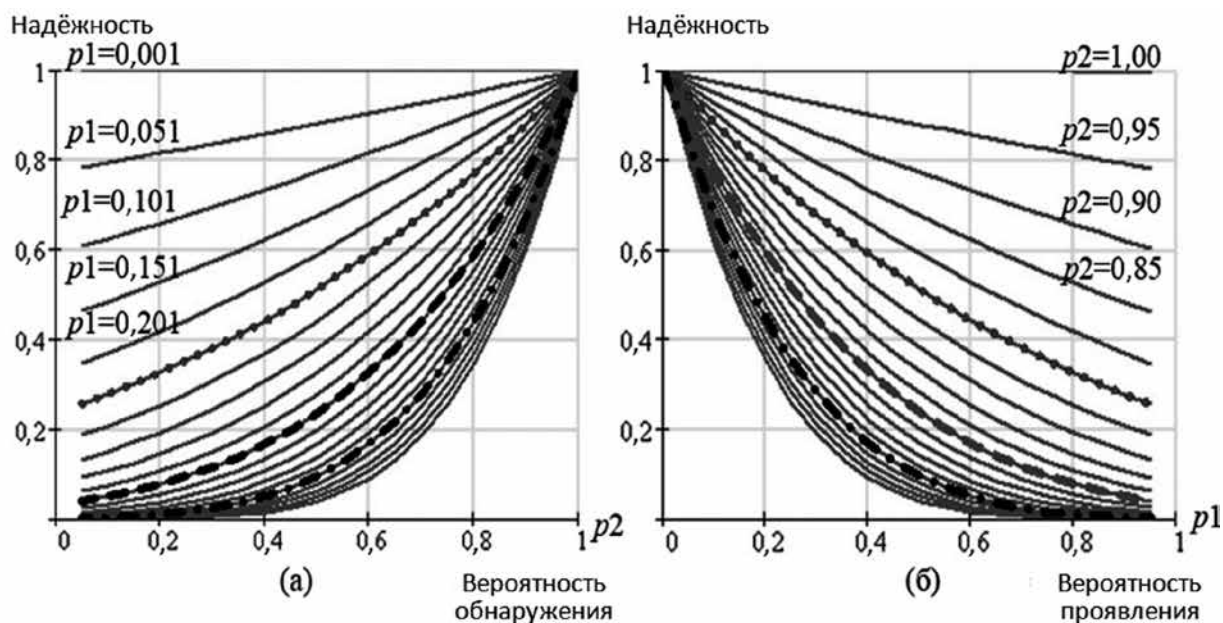 Надёжность
p1=0,001
1
p1=0,051
0,8
p1=0,101
0,6
p1=0,151
p1=0,201
0,4
0,2
0
0,2
0,4
0,6
0,8
1
p2
(а)
Вероятность
обнаружения
Надёжность
p2=1,00
1
p2=0,95
0,8
p2=0,90
0,6
p2=0,85
0,4
0,2
0
0,2
0,4
0,6
0,8
1
p1
(б)
Вероятность
проявления